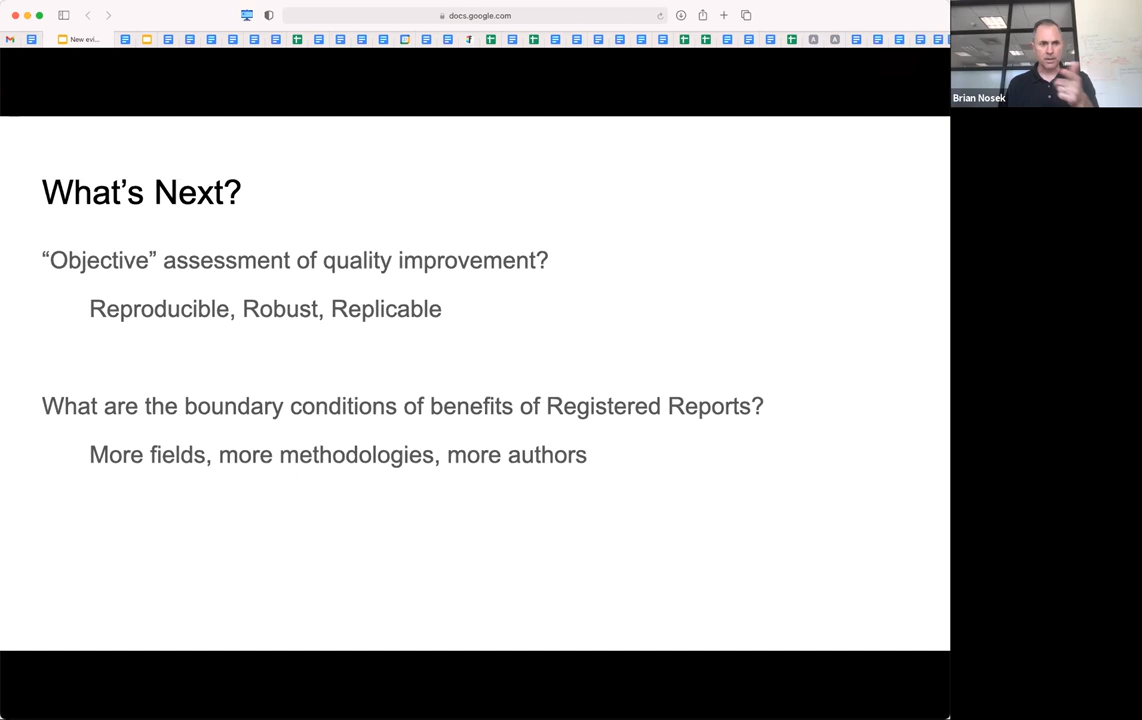 docs.google.com
New evi...
Brian Nosek
What's Next?
“Objective” assessment of quality improvement?
Reproducible, Robust, Replicable
What are the boundary conditions of benefits of Registered Reports?
More fields, more methodologies, more authors